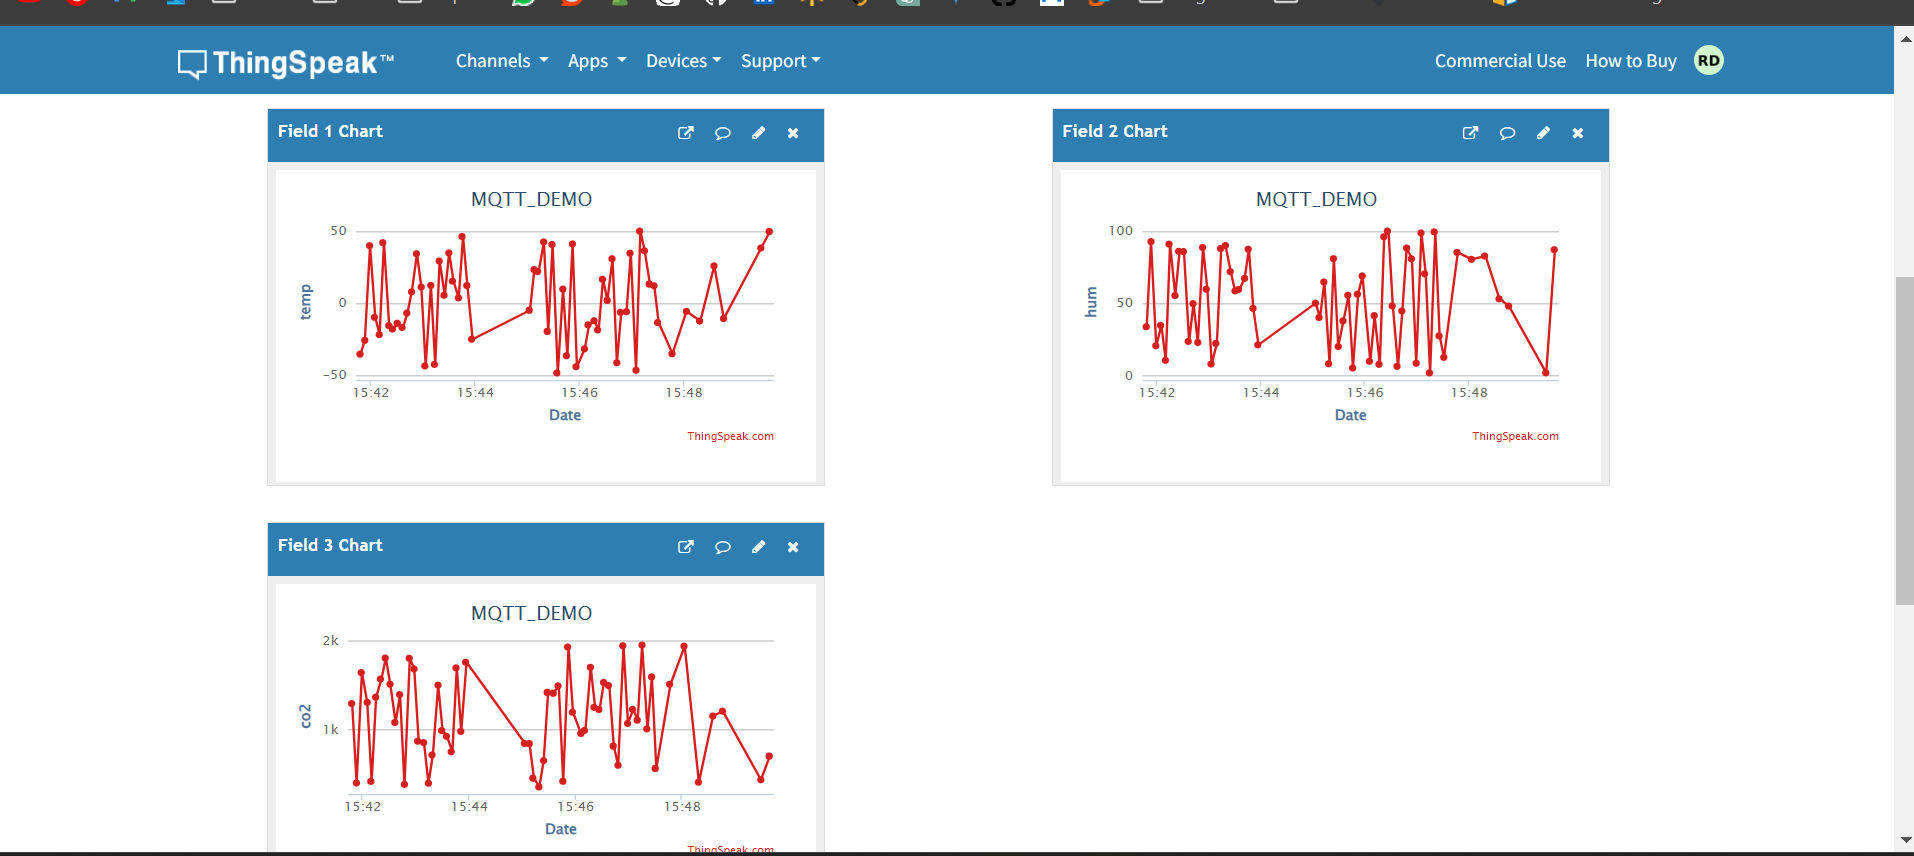 ThingSpeak™ Channels Apps Devices Support Commercial Use How to Buy RD
Field 1 Chart
MQTT_DEMO
50
0
-50
temp
15:42 15:44 15:46 15:48
Date
ThingSpeak.com
Field 2 Chart
MQTT_DEMO
100
50
0
hum
15:42 15:44 15:46 15:48
Date
ThingSpeak.com
Field 3 Chart
MQTT_DEMO
2k
1k
co2
15:42 15:44 15:46 15:48
Date
ThingSpeak.com